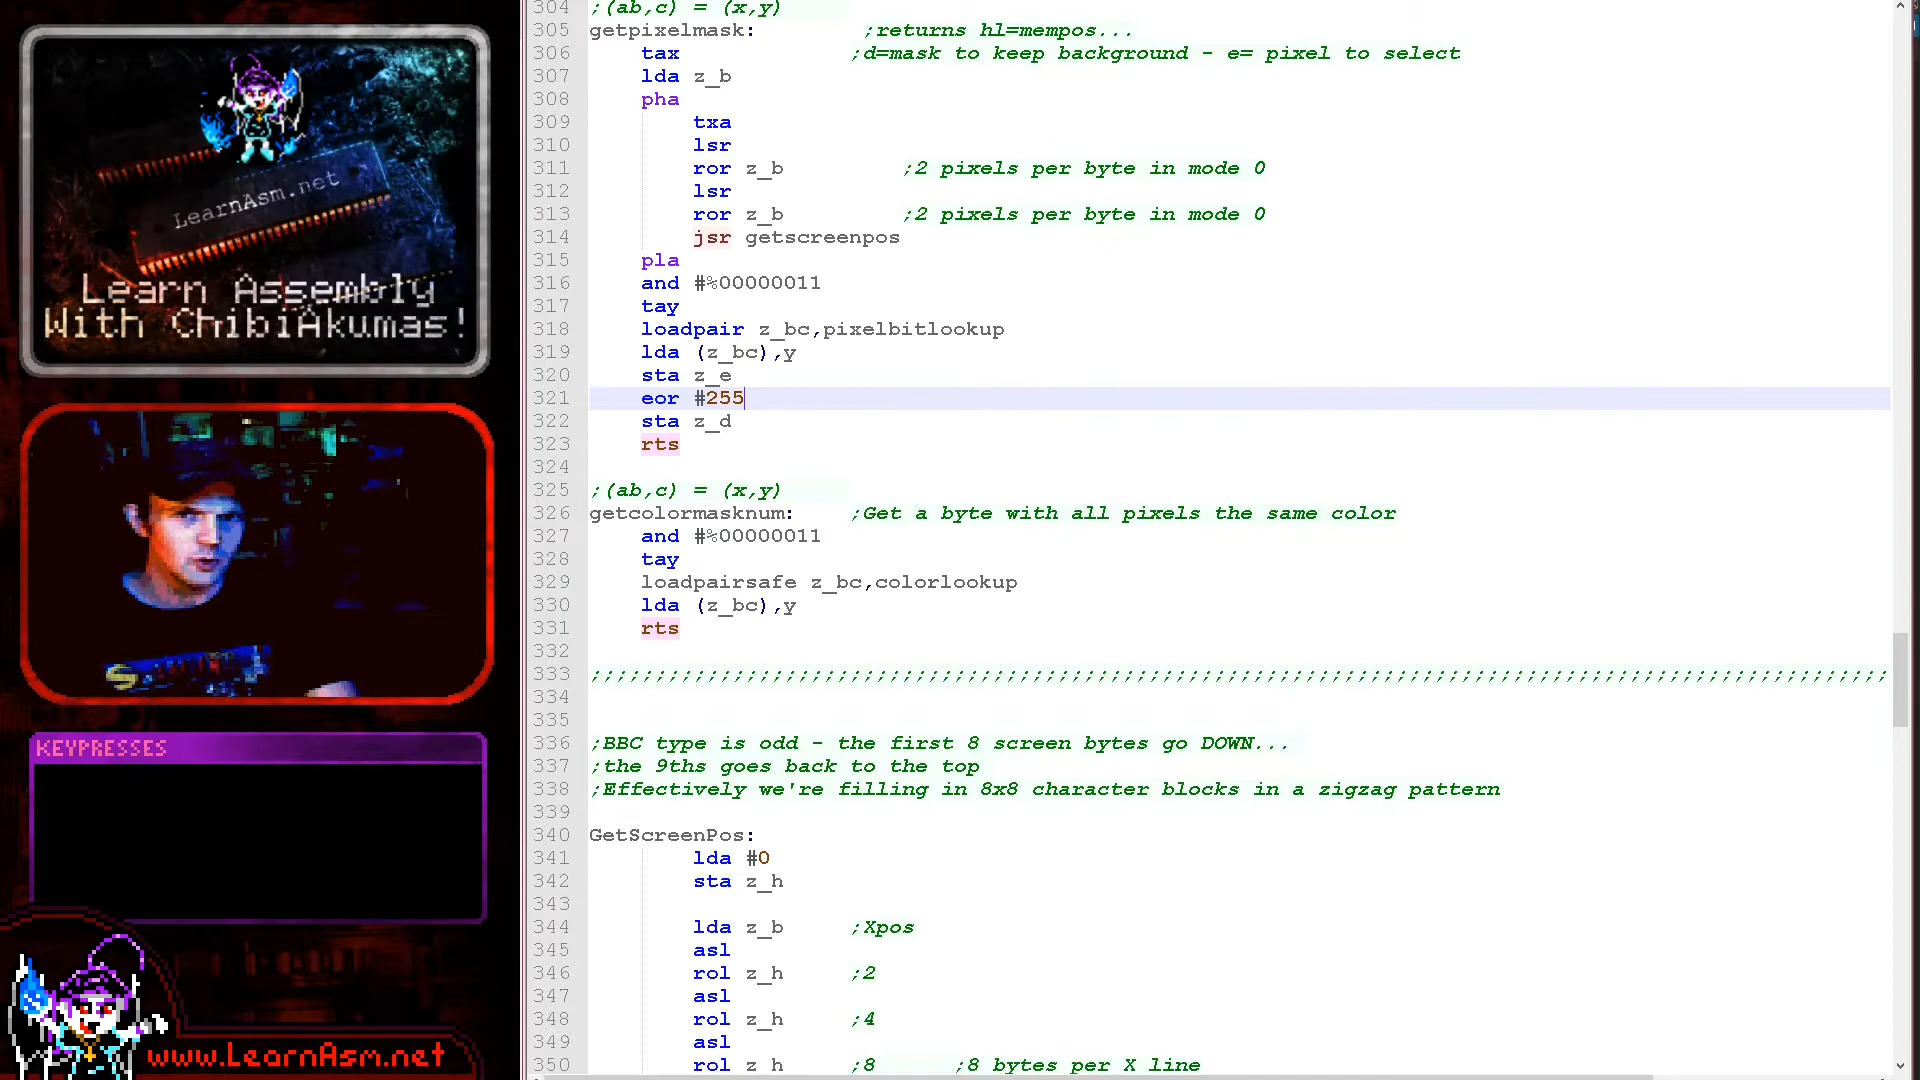 LearnAsm.net
Learn Assembly
With ChibiAkumas!
KEYPRESSES
www.LearnAsm.net
304 ;(ab,c) = (x,y)
305 getpixelmask: ;returns hl=mempos...
306 tax ;d=mask to keep background - e= pixel to select
307 lda z_b
308 pha
309 txa
310 lsr
311 ror z_b ;2 pixels per byte in mode 0
312 lsr
313 ror z_b ;2 pixels per byte in mode 0
314 jsr getscreenpos
315 pla
316 and #%00000011
317 tay
318 loadpair z_bc,pixelbitlookup
319 lda (z_bc),y
320 sta z_e
321 eor #255
322 sta z_d
323 rts
324
325 ;(ab,c) = (x,y)
326 getcolormasknum: ;Get a byte with all pixels the same color
327 and #%00000011
328 tay
329 loadpairsafe z_bc,colorlookup
330 lda (z_bc),y
331 rts
332
333 ;;;;;;;;;;;;;;;;;;;;;;;;;;;;;;;;;;;;;;;;;;;;;;;;;;;;;;;;;;;;;;;;;;;;;;;;;;;;;;;;;;;;;;;;;;;;;;;;;;;;
334
335
336 ;BBC type is odd - the first 8 screen bytes go DOWN...
337 ;the 9ths goes back to the top
338 ;Effectively we're filling in 8x8 character blocks in a zigzag pattern
339
340 GetScreenPos:
341 lda #0
342 sta z_h
343
344 lda z_b ;Xpos
345 asl
346 rol z_h ;2
347 asl
348 rol z_h ;4
349 asl
350 rol z_h ;8 ;8 bytes per X line